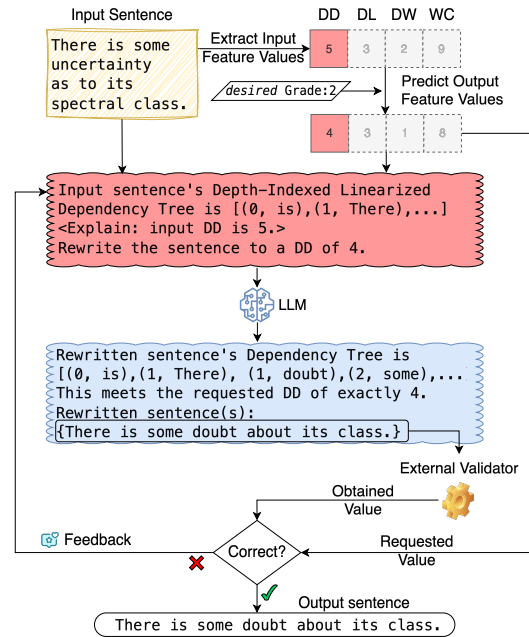 Input Sentence
There is some
uncertainty
as to its
spectral class.
Extract Input
Feature Values
DD DL DW WC
5 3 2 9
desired Grade:2
Predict Output
Feature Values
4 3 1 8
Input sentence's Depth-Indexed Linearized
Dependency Tree is [(0, is),(1, There),...]
<Explain: input DD is 5.>
Rewrite the sentence to a DD of 4.
LLM
Rewritten sentence's Dependency Tree is
[(0, is),(1, There), (1, doubt),(2, some),...
This meets the requested DD of exactly 4.
Rewritten sentence(s):
{There is some doubt about its class.}
External Validator
Obtained
Value
Feedback
Correct?
Requested
Value
Output sentence
There is some doubt about its class.